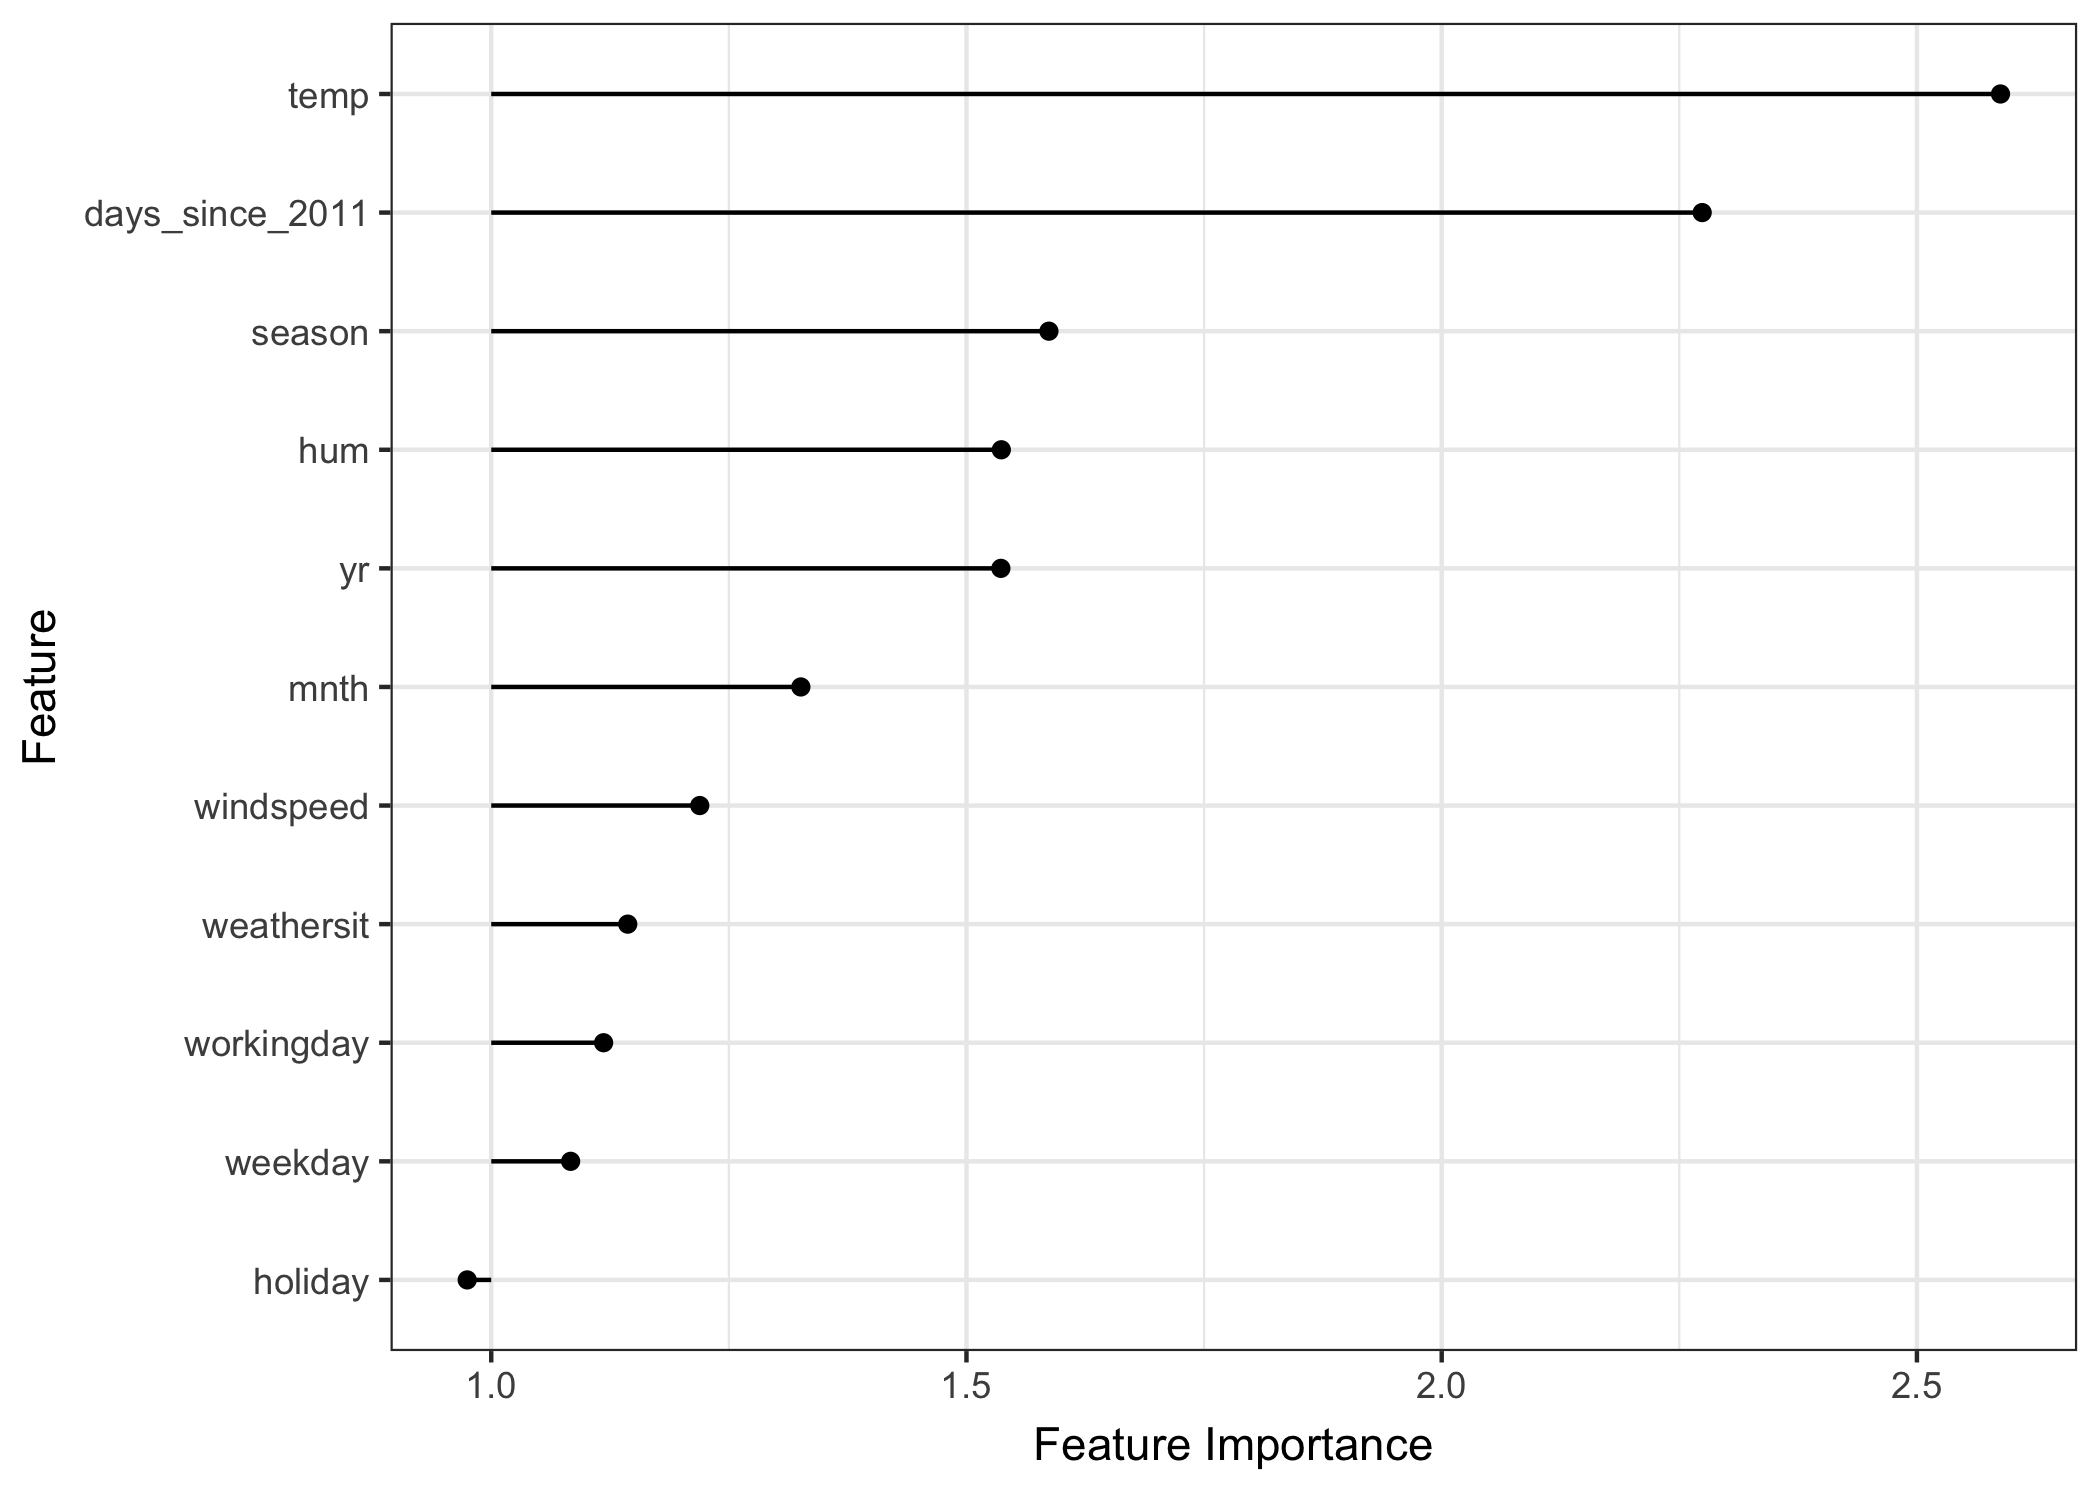 temp
days_since_2011
season
hum
yr
mnth
windspeed
weathersit
workingday
weekday
holiday
Feature
1.0 1.5 2.0 2.5
Feature Importance